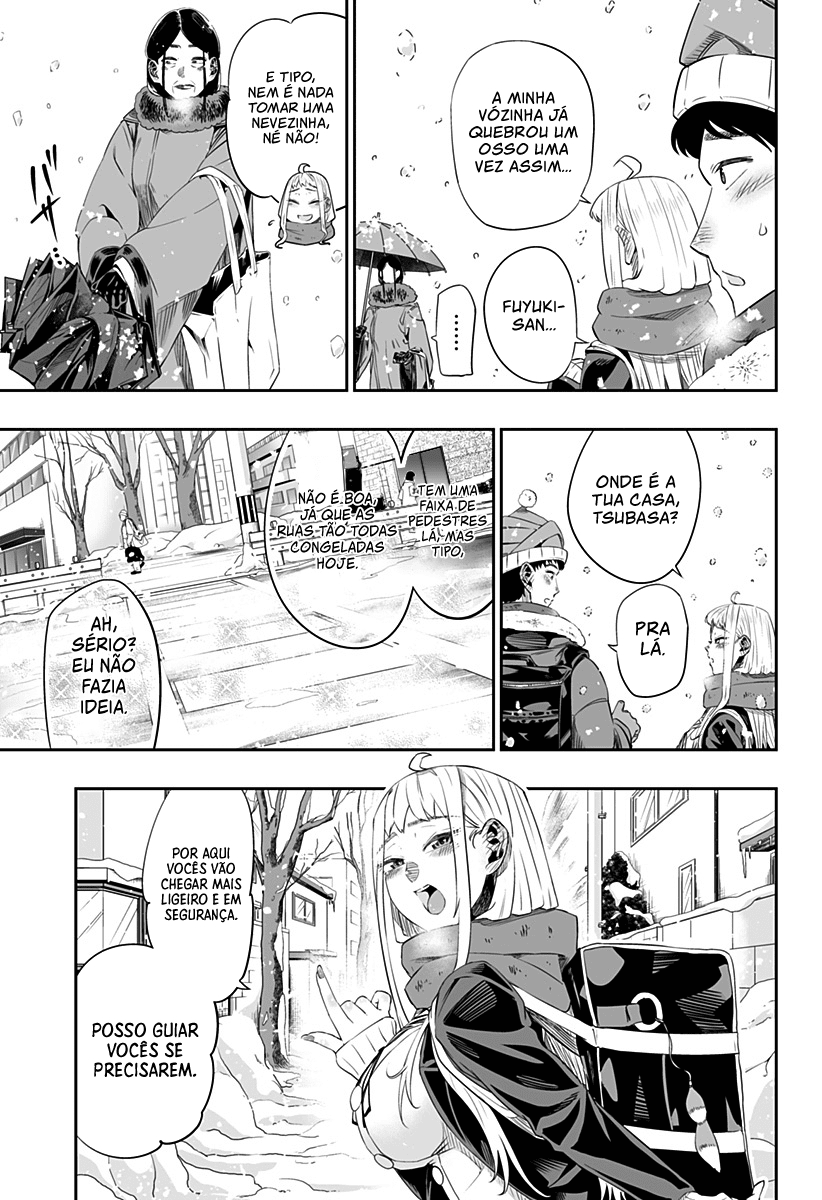 A MINHA
VÓZINHA JÁ
QUEBROU UM
OSSO UMA
VEZ ASSIM...
FUYUKI-
SAN...
......
E TIPO,
NEM É NADA
TOMAR UMA
NEVEZINHA,
NÉ NÃO!
バサッ
ONDE É A
TUA CASA,
TSUBASA?
PRA
LÁ.
TEM UMA
FAIXA DE
PEDESTRES
LÁ, MAS
TIPO,
NÃO É BOA,
JÁ QUE AS
RUAS TÃO TODAS
CONGELADAS
HOJE.
AH,
SÉRIO?
EU NÃO
FAZIA
IDEIA.
POR AQUI
VOCÊS VÃO
CHEGAR MAIS
LIGEIRO E EM
SEGURANÇA.
POSSO GUIAR
VOCÊS SE
PRECISAREM.